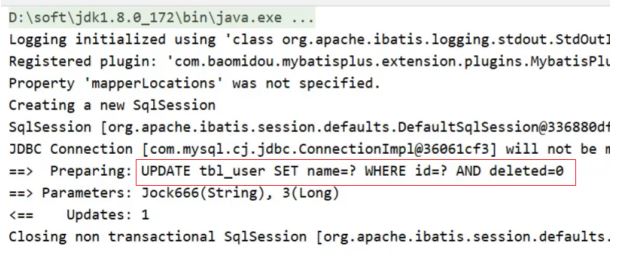 D:\soft\jdk1.8.0_172\bin\java.exe ...
Logging initialized using 'class org.apache.ibatis.logging.stdout.StdOutI
Registered plugin: 'com.baomidou.mybatisplus.extension.plugins.MybatisPlu
Property 'mapperLocations' was not specified.
Creating a new SqlSession
SqlSession [org.apache.ibatis.session.defaults.DefaultSqlSession@336880df
JDBC Connection [com.mysql.cj.jdbc.ConnectionImpl@36061cf3] will not be m
==>  Preparing: UPDATE tbl_user SET name=? WHERE id=? AND deleted=0
==> Parameters: Jock666(String), 3(Long)
<==    Updates: 1
Closing non transactional SqlSession [org.apache.ibatis.session.defaults.